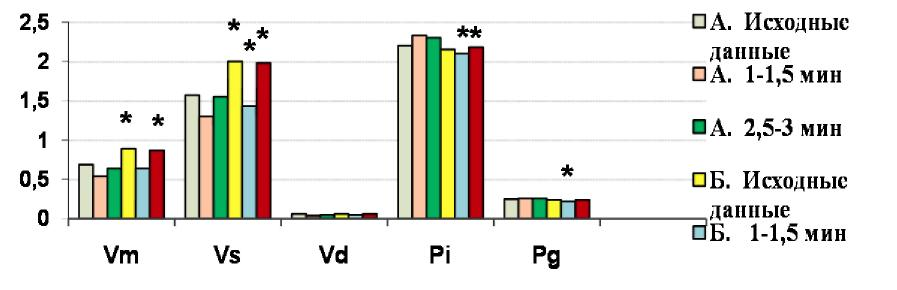 2,5
2
1,5
1
0,5
0
* * * * *
** *
Vm Vs Vd Pi Pg
А. Исходные
данные
А. 1-1,5 мин
А. 2,5-3 мин
Б. Исходные
данные
Б. 1-1,5 мин